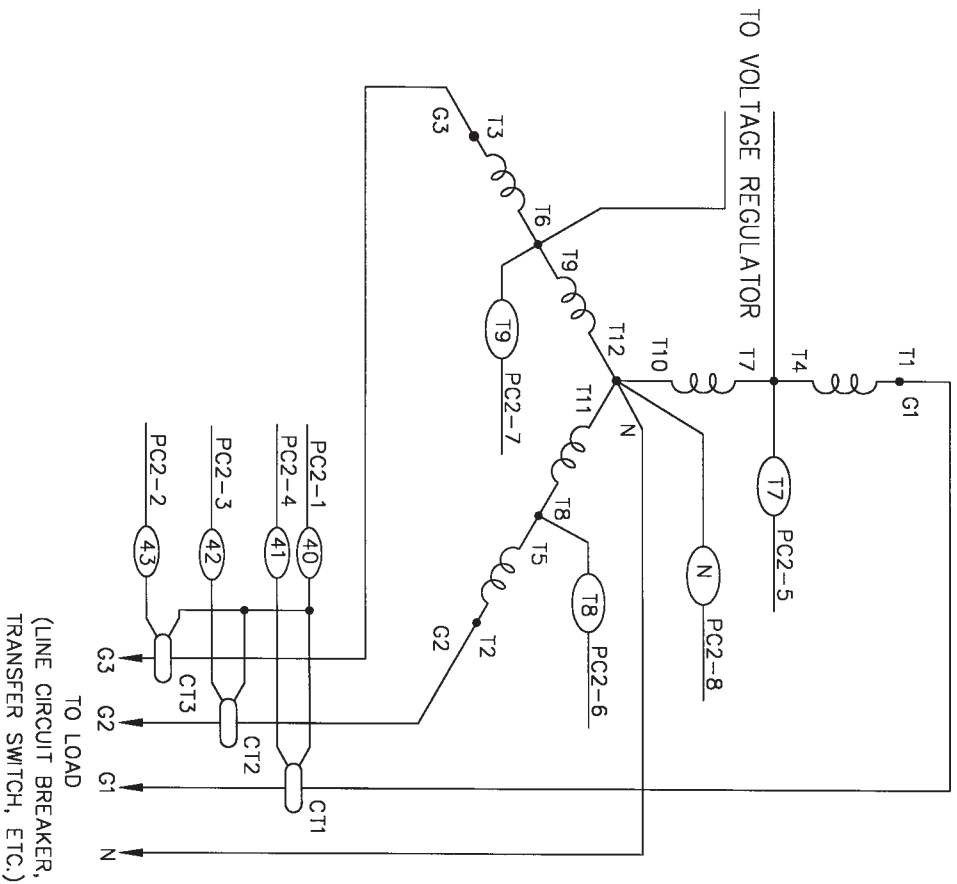 TO VOLTAGE REGULATOR
T1
G1
T4
T7
T7
PC2-5
T10
N
PC2-8
N
T12
T9
T6
T9
PC2-7
T3
G3
T11
T8
T8
PC2-6
T5
T2
G2
PC2-1
40
PC2-4
41
PC2-3
42
PC2-2
43
CT1
CT2
CT3
G3
G2
G1
N
TO LOAD
(LINE CIRCUIT BREAKER,
TRANSFER SWITCH, ETC.)